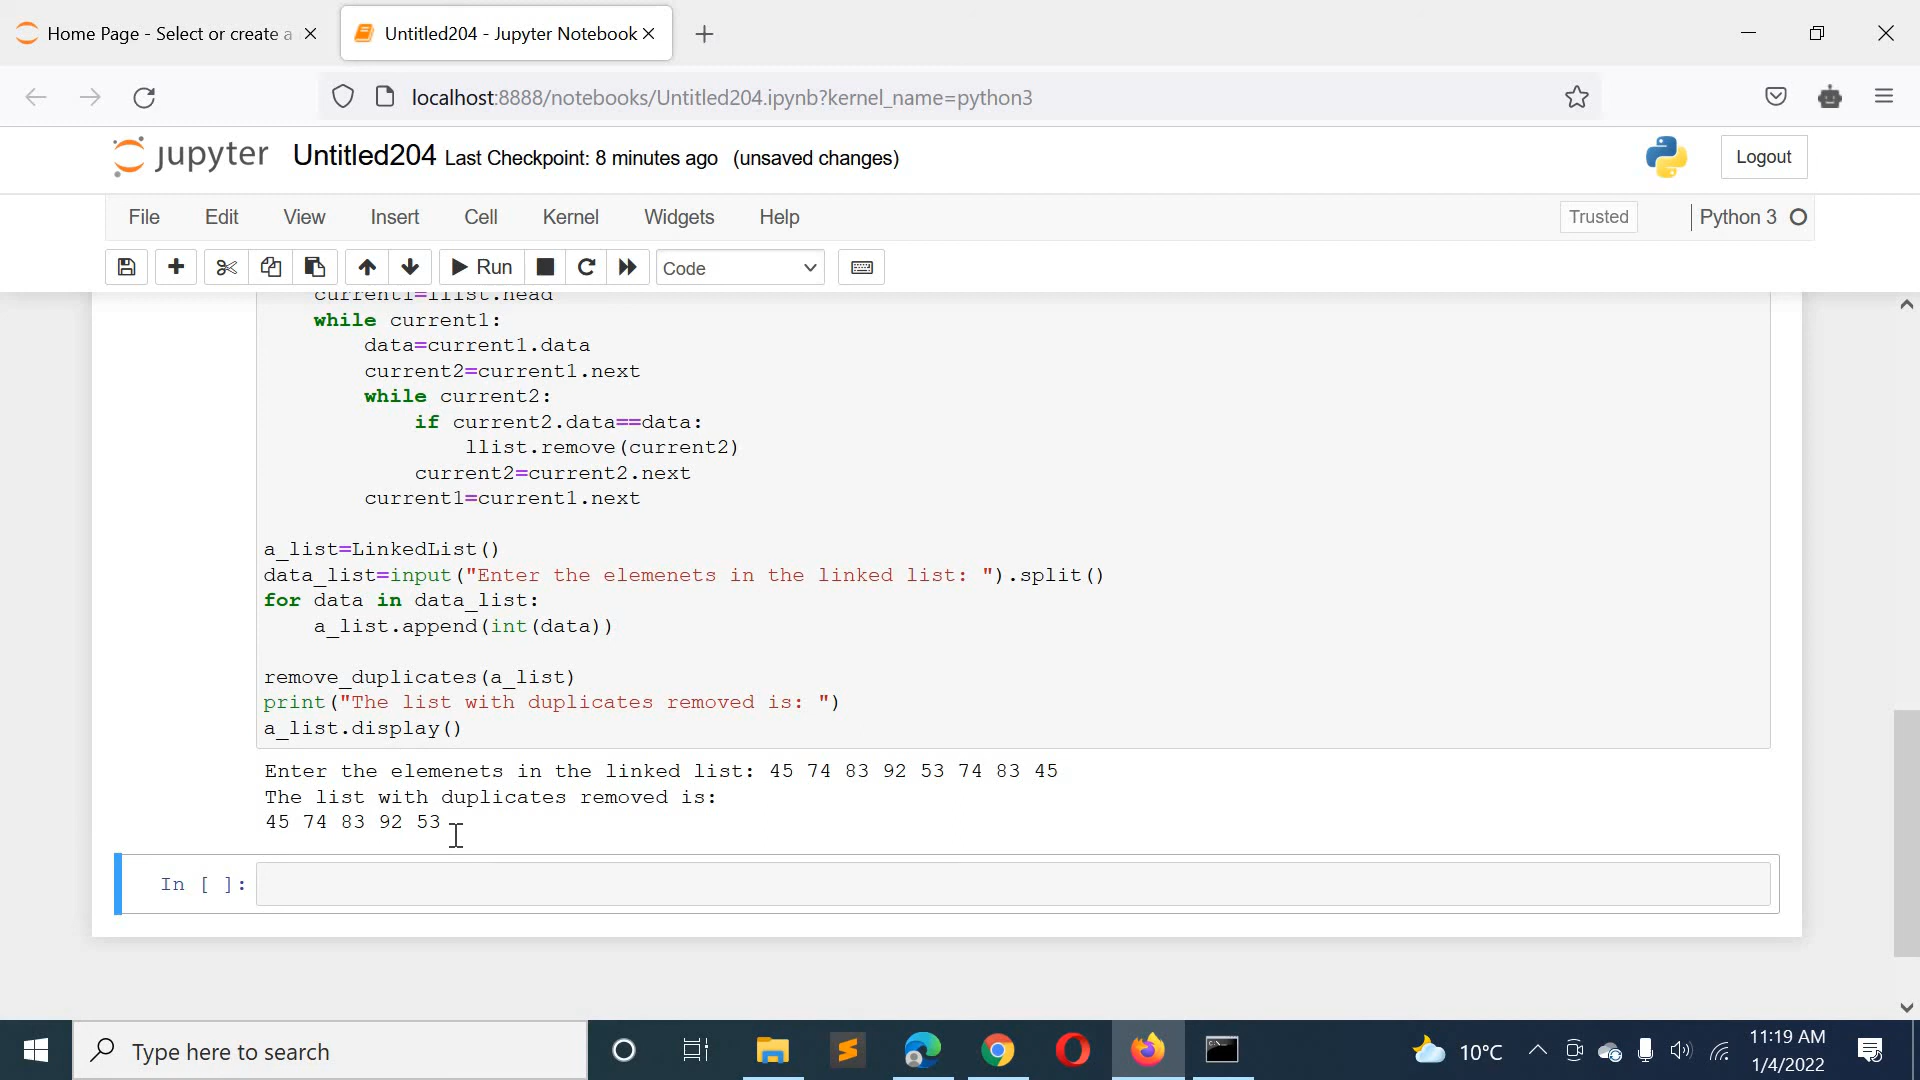 Home Page - Select or create a
Untitled204 - Jupyter Notebook
localhost:8888/notebooks/Untitled204.ipynb?kernel_name=python3
jupyter Untitled204 Last Checkpoint: 8 minutes ago (unsaved changes)
Logout
File Edit View Insert Cell Kernel Widgets Help
Trusted
Python 3
Run
Code
current1=llist.head
while current1:
data=current1.data
current2=current1.next
while current2:
if current2.data==data:
llist.remove(current2)
current2=current2.next
current1=current1.next
a_list=LinkedList()
data_list=input("Enter the elemenets in the linked list: ").split()
for data in data_list:
a_list.append(int(data))
remove_duplicates(a_list)
print("The list with duplicates removed is: ")
a_list.display()
Enter the elemenets in the linked list: 45 74 83 92 53 74 83 45
The list with duplicates removed is:
45 74 83 92 53
In [ ]:
Type here to search
10°C
11:19 AM
1/4/2022